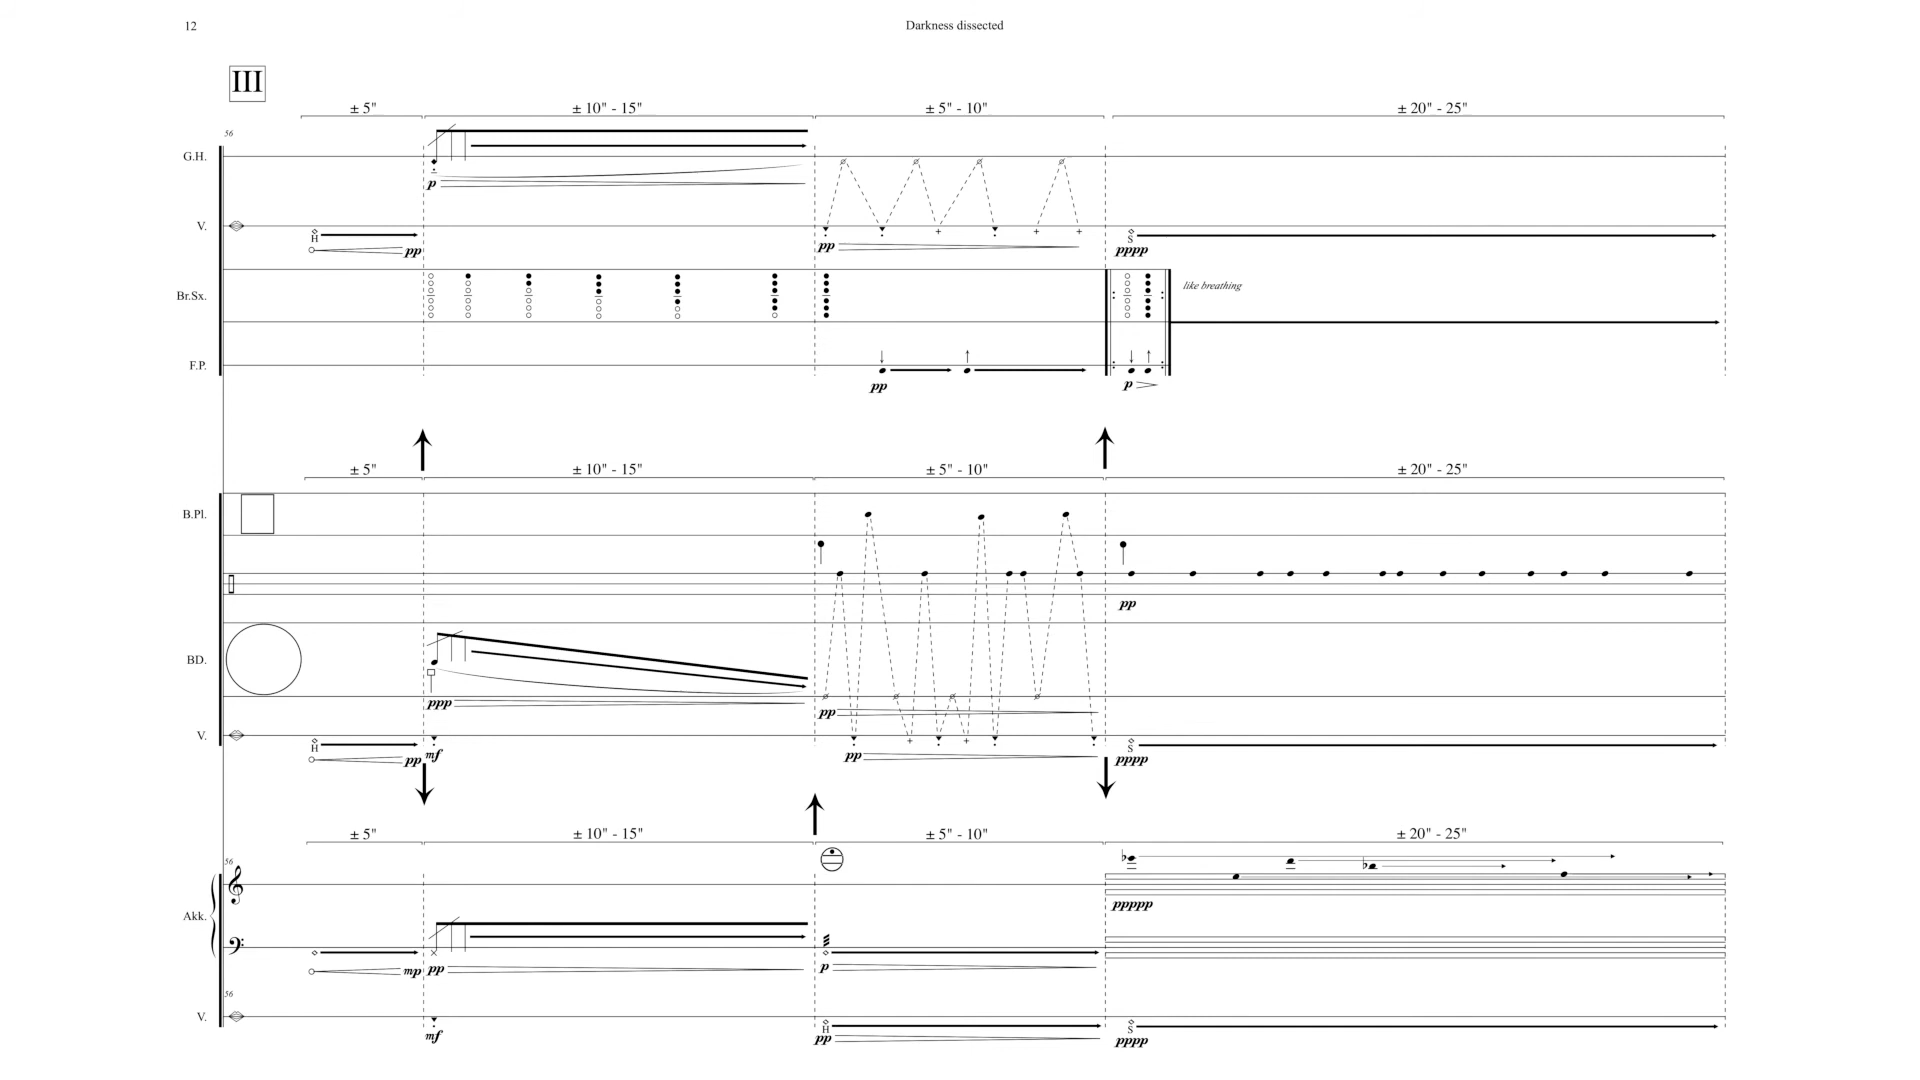 12 Darkness dissected
III
± 5" ± 10" - 15" ± 5" - 10" ± 20" - 25"
56
G.H.
p
V.
H pp pp S pppp
Br.Sx. like breathing
F.P.
pp p
± 5" ± 10" - 15" ± 5" - 10" ± 20" - 25"
B.Pl.
pp
BD.
ppp pp
V.
H pp mf pp S pppp
± 5" ± 10" - 15" ± 5" - 10" ± 20" - 25"
56
ppppp
Akk.
mp pp p
56
V.
mf H pp S pppp